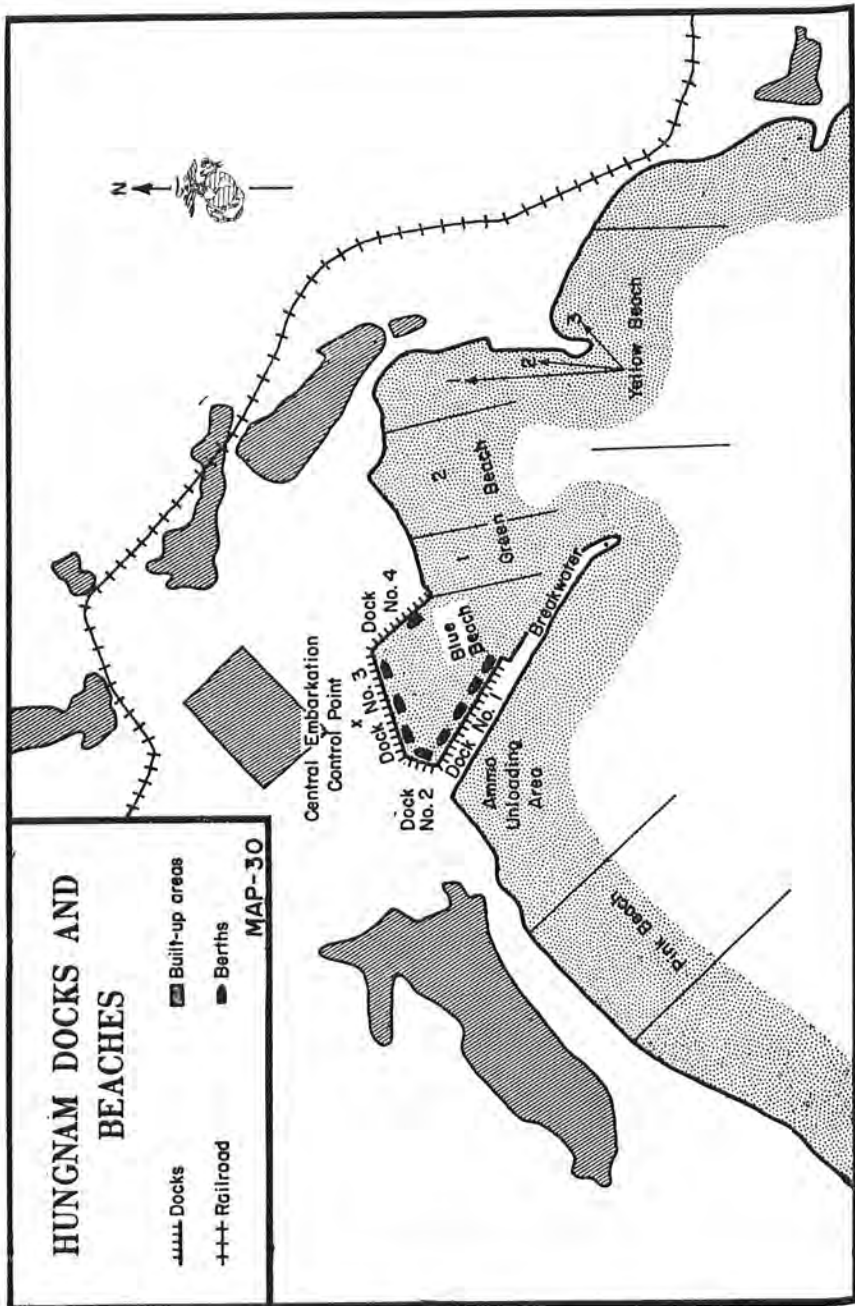 HUNGNAM DOCKS AND
BEACHES
Docks
Built-up areas
Railroad
Berths
MAP-30
N
Central Embarkation
Control Point
x
Dock
No. 3
Dock
No. 4
Dock
No. 2
Dock No. 1
Blue
Beach
Breakwater
Ammo
Unloading
Area
Pink Beach
1
2
Green Beach
1
2
3
Yellow Beach